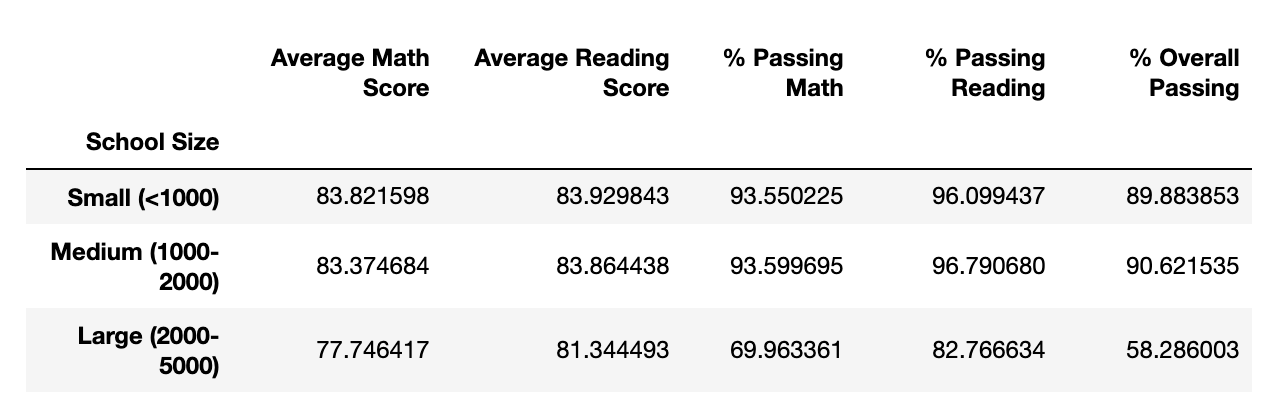 Average Math Score Average Reading Score % Passing Math % Passing Reading % Overall Passing
School Size
Small (<1000) 83.821598 83.929843 93.550225 96.099437 89.883853
Medium (1000-2000) 83.374684 83.864438 93.599695 96.790680 90.621535
Large (2000-5000) 77.746417 81.344493 69.963361 82.766634 58.286003